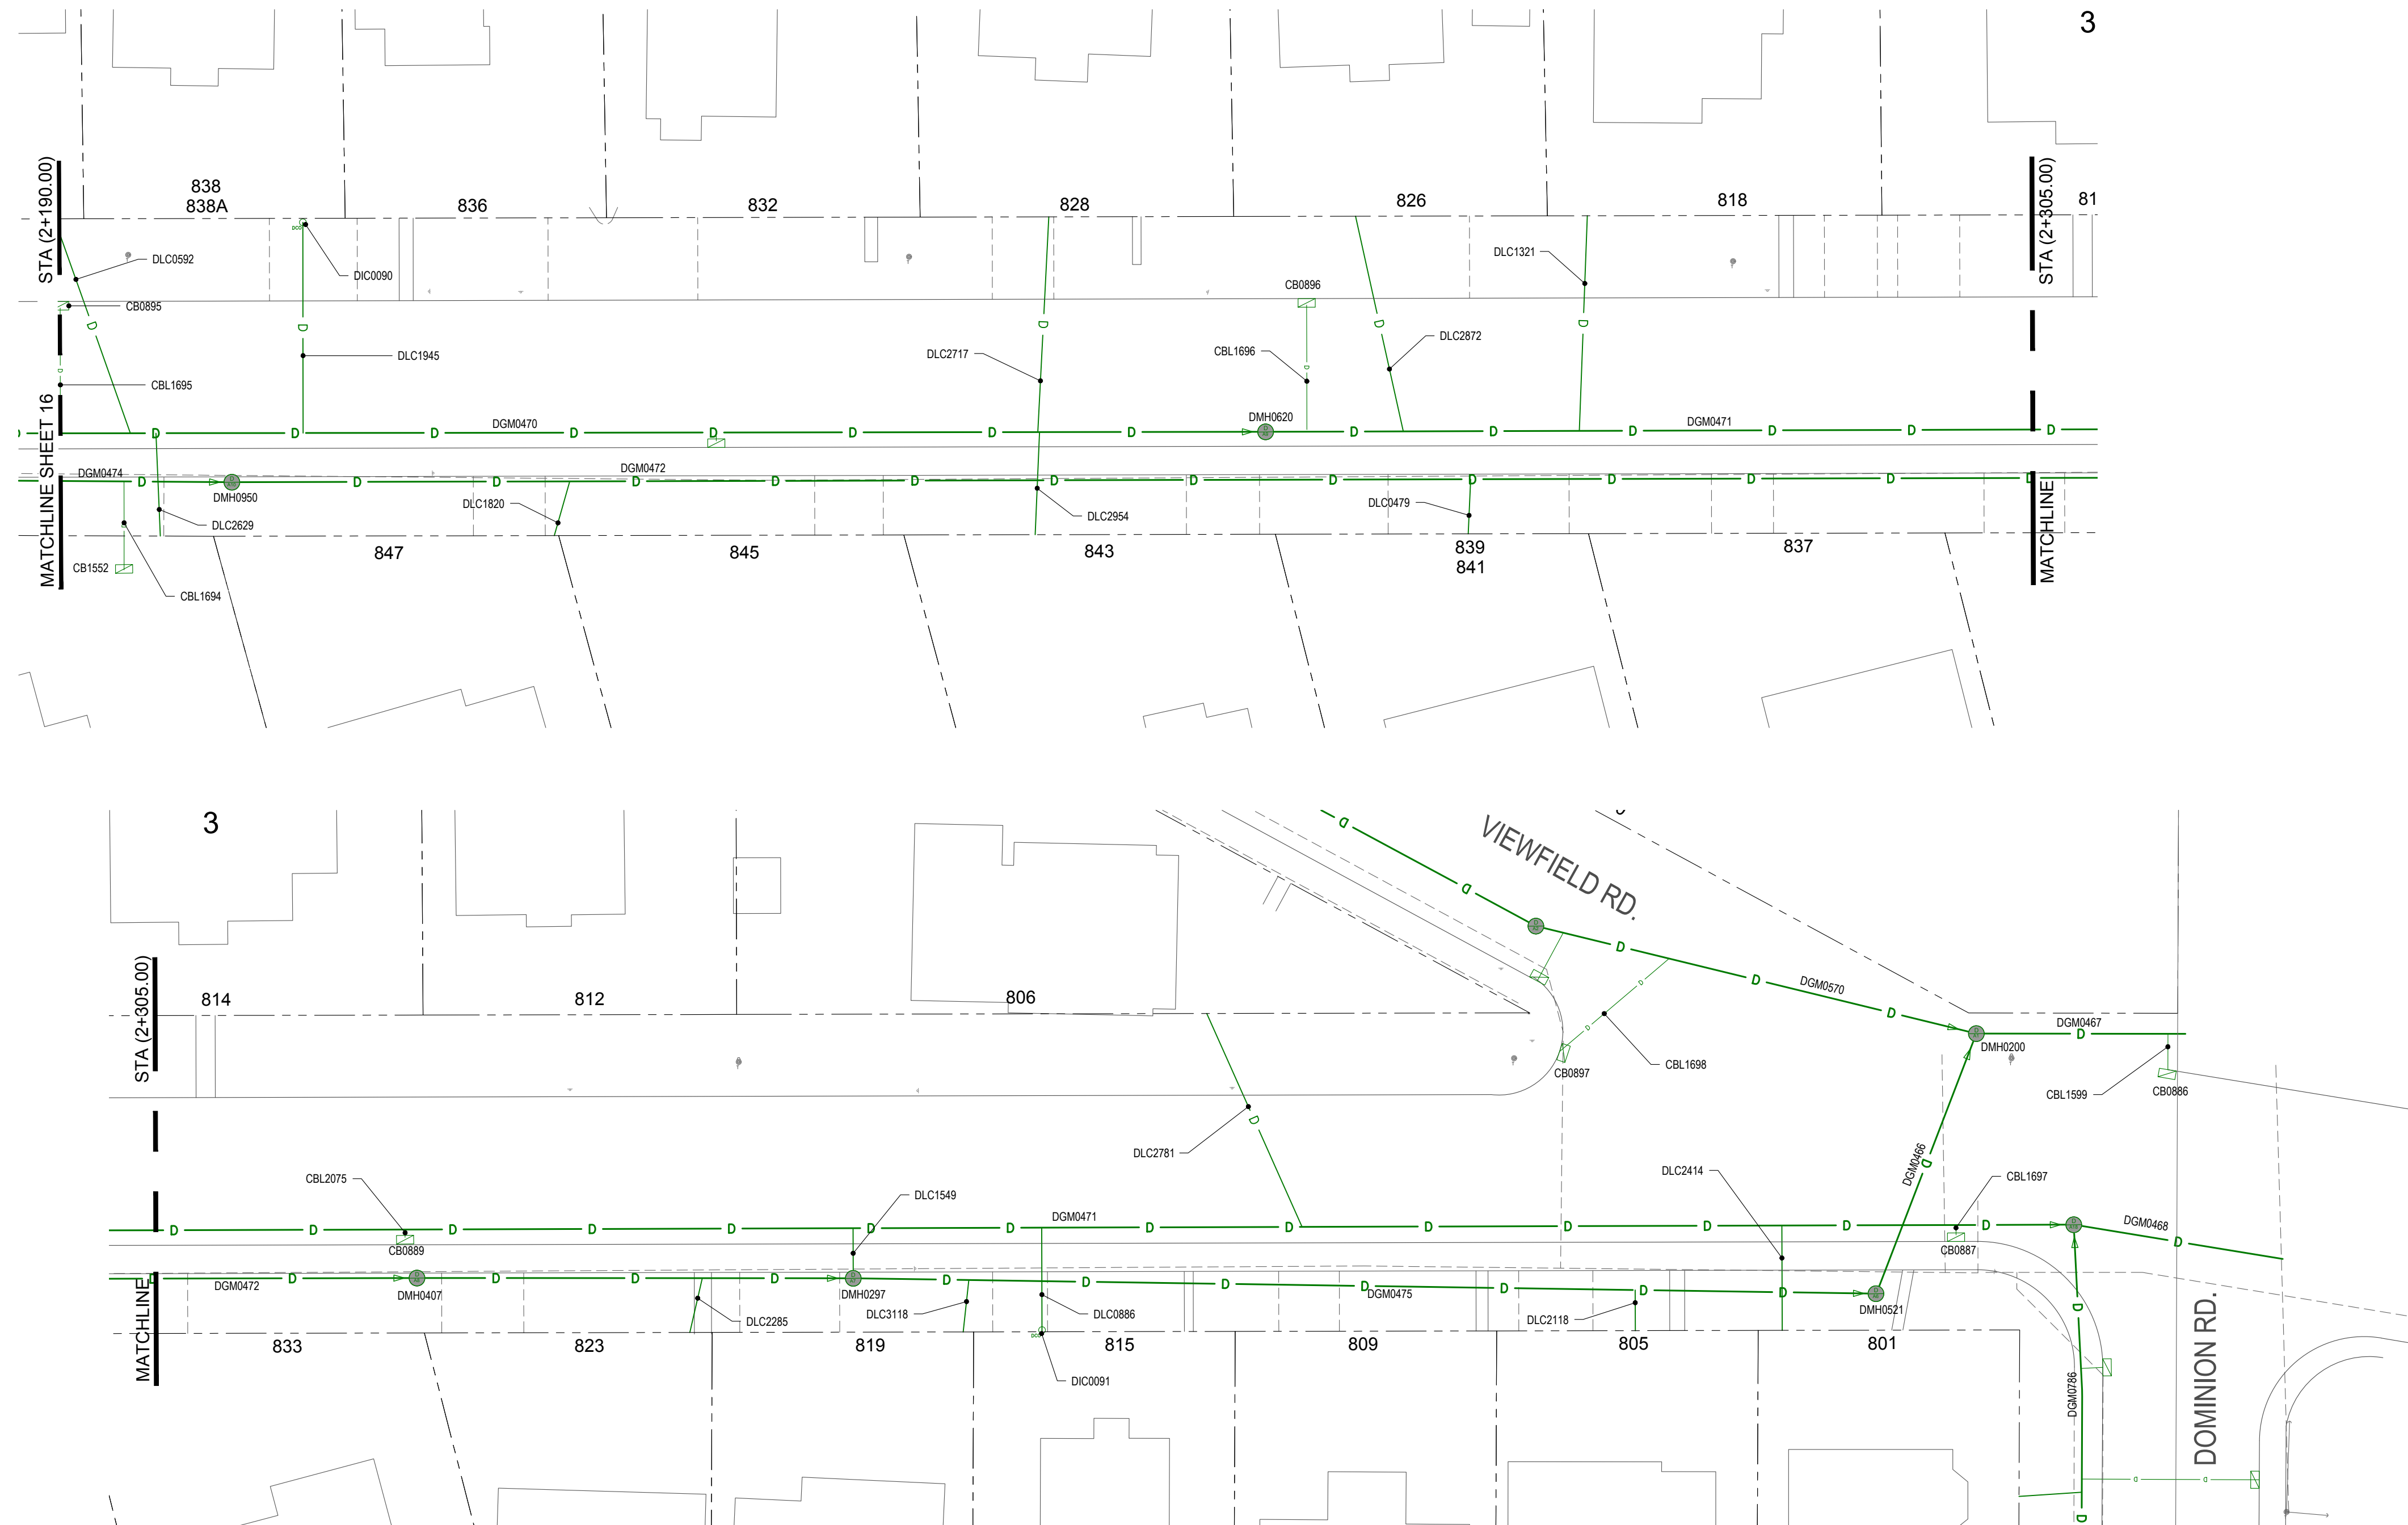 3
STA (2+190.00)
838
838A
836
832
828
826
818
81
STA (2+305.00)
DLC0592
DIC0090
CB0895
DLC1321
CB0896
DLC1945
DLC2717
CBL1696
DLC2872
CBL1695
DGM0470
DMH0620
DGM0471
MATCHLINE SHEET 16
DGM0474
DGM0472
DMH0950
DLC1820
DLC2629
DLC2954
DLC0479
MATCHLINE
847
845
843
839
841
837
CB1552
CBL1694
D
3
VIEWFIELD RD.
STA (2+305.00)
814
812
806
DGM0570
DGM0467
DMH0200
CB0897
CBL1698
CBL1599
CB0886
DLC2781
DGM0466
CBL2075
DLC1549
DLC2414
CBL1697
DGM0471
CB0889
CB0887
DGM0468
DGM0472
DMH0407
DMH0297
DGM0475
DMH0521
DLC2285
DLC3118
DLC0886
DLC2118
MATCHLINE
833
823
819
815
809
805
801
DIC0091
DGM0786
DOMINION RD.